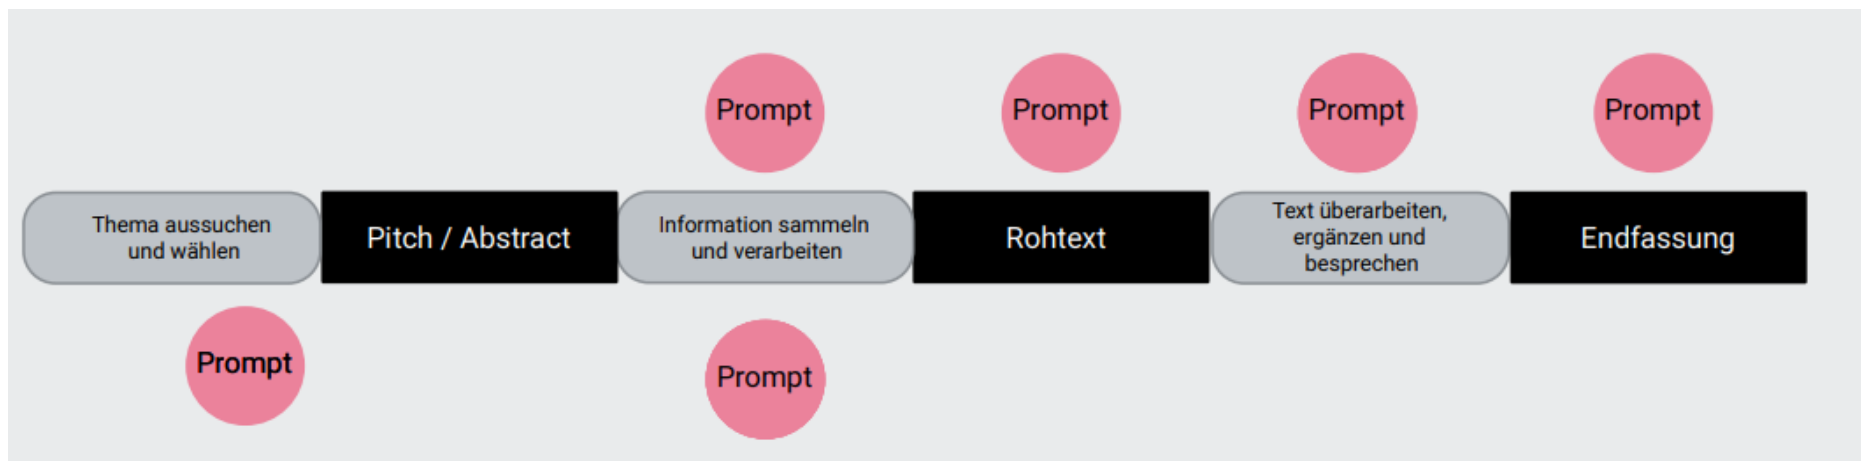 Prompt
Prompt
Prompt
Prompt
Thema aussuchen
und wählen
Pitch / Abstract
Information sammeln
und verarbeiten
Rohtext
Text überarbeiten,
ergänzen und
besprechen
Endfassung
Prompt
Prompt